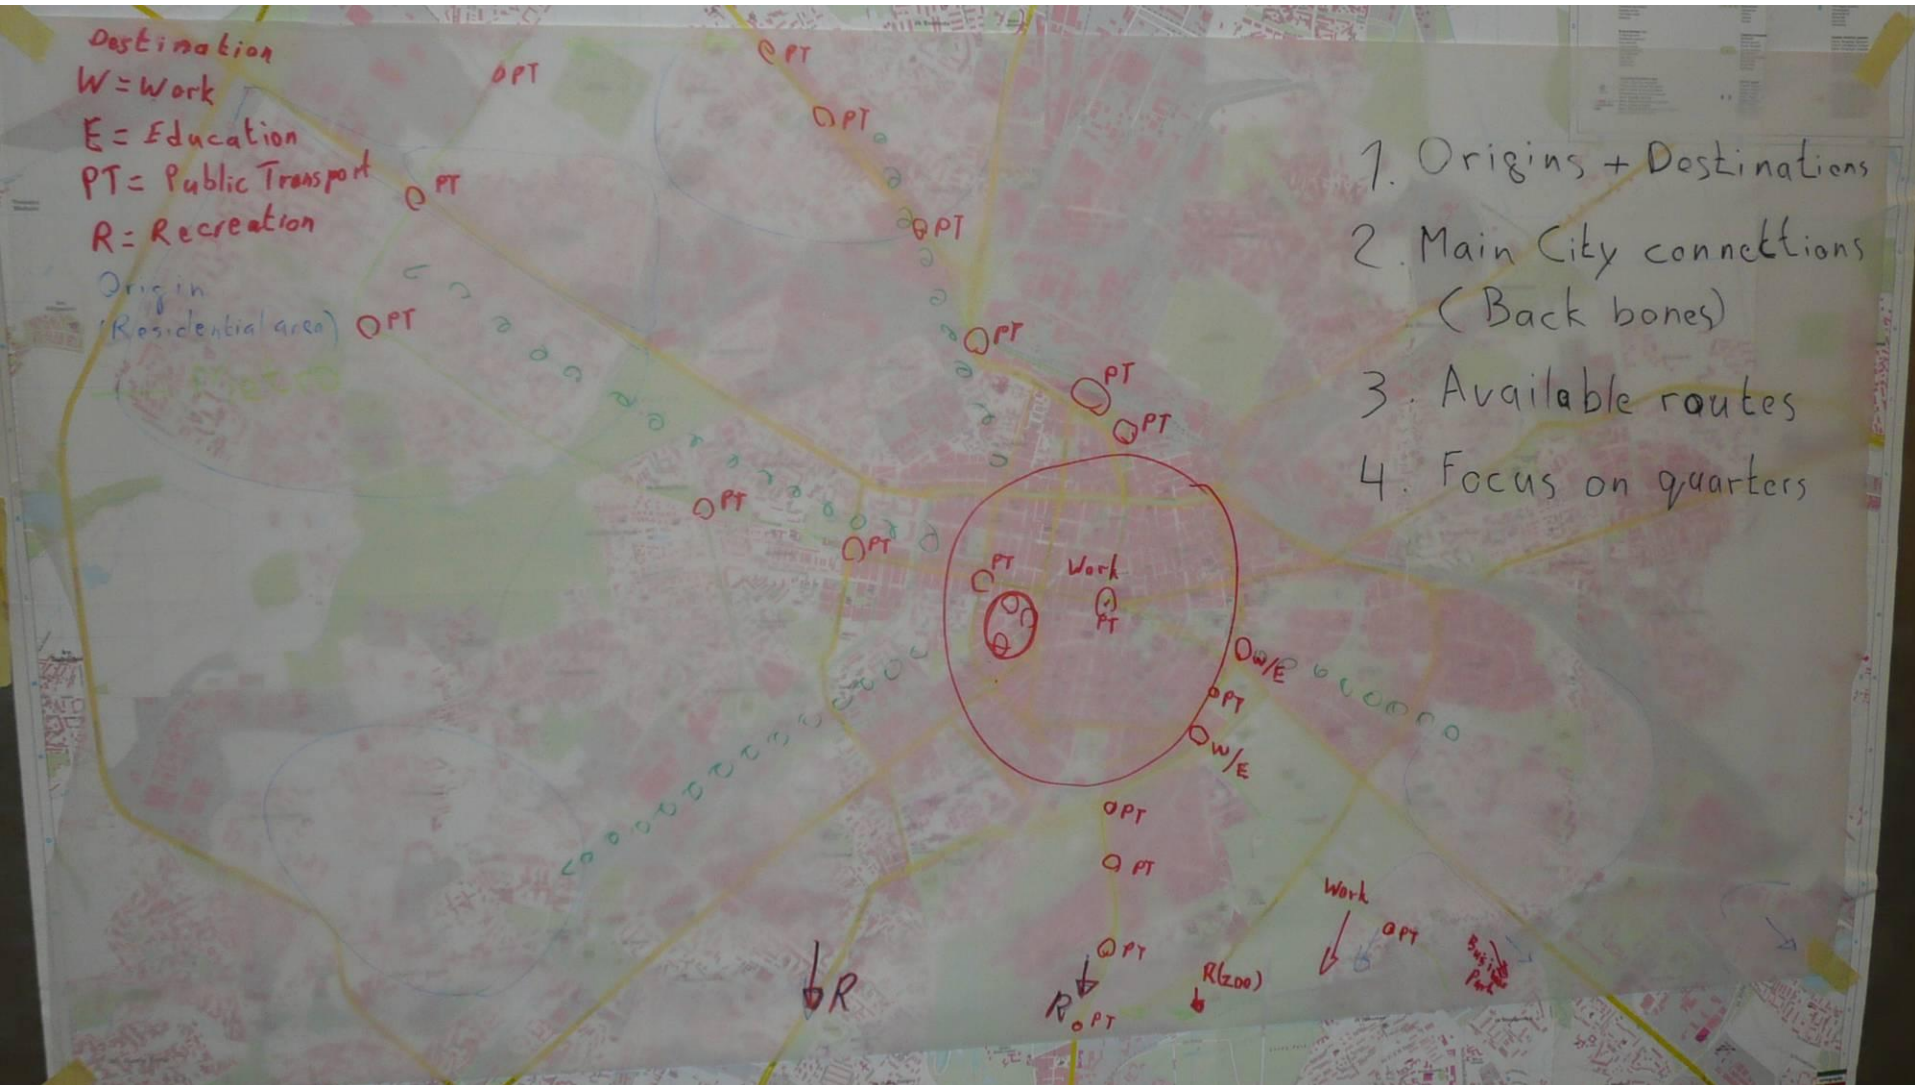 Destination
W = Work
E = Education
PT = Public Transport
R = Recreation
Origin
(Residential area)
1. Origins + Destinations
2. Main City connettions
(Back bones)
3. Available routes
4. Focus on quarters
PT
PT
PT
PT
PT
PT
PT
PT
PT
PT
PT
PT
Work
PT
W/E
PT
W/E
PT
PT
PT
R
R
PT
R(zoo)
Work
PT